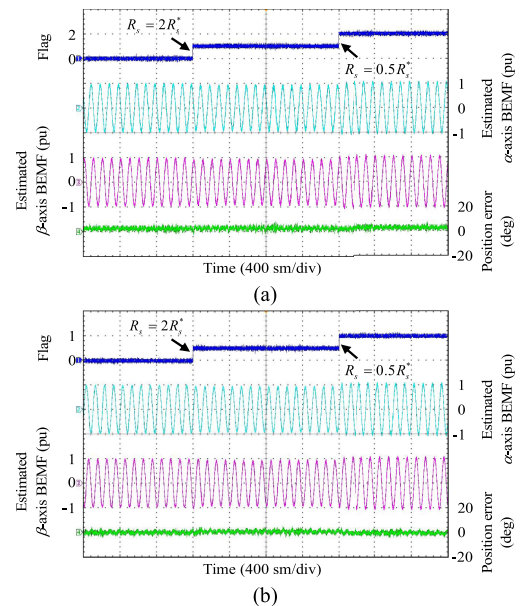 R_s = 2R_s^*
Flag
2
0
R_s = 0.5R_s^*
1
0
-1
Estimated
α-axis BEMF (pu)
Estimated
β-axis BEMF (pu)
1
0
-1
20
0
-20
Position error
(deg)
Time (400 sm/div)
(a)
R_s = 2R_s^*
Flag
1
0
R_s = 0.5R_s^*
1
0
-1
Estimated
α-axis BEMF (pu)
Estimated
β-axis BEMF (pu)
1
0
-1
20
0
-20
Position error
(deg)
Time (400 sm/div)
(b)